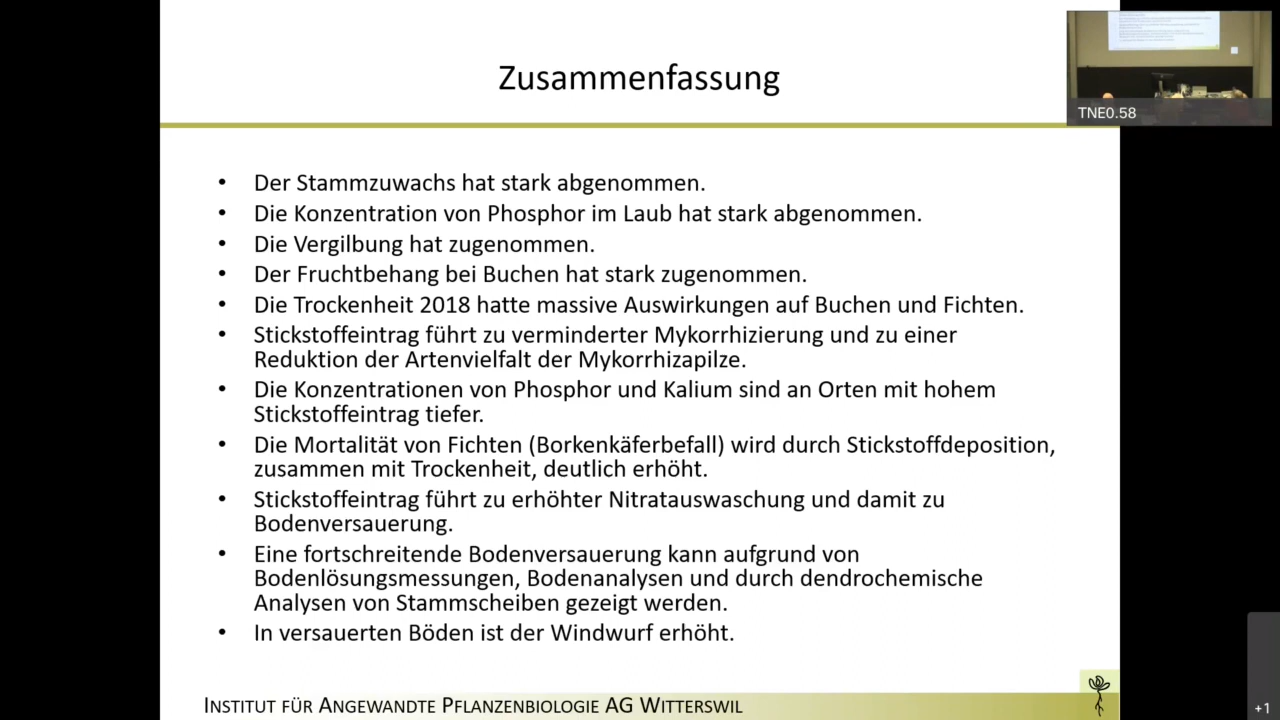 Zusammenfassung
TNE0.58
• Der Stammzuwachs hat stark abgenommen.
• Die Konzentration von Phosphor im Laub hat stark abgenommen.
• Die Vergilbung hat zugenommen.
• Der Fruchtbehang bei Buchen hat stark zugenommen.
• Die Trockenheit 2018 hatte massive Auswirkungen auf Buchen und Fichten.
• Stickstoffeintrag führt zu verminderter Mykorrhizierung und zu einer
Reduktion der Artenvielfalt der Mykorrhizapilze.
• Die Konzentrationen von Phosphor und Kalium sind an Orten mit hohem
Stickstoffeintrag tiefer.
• Die Mortalität von Fichten (Borkenkäferbefall) wird durch Stickstoffdeposition,
zusammen mit Trockenheit, deutlich erhöht.
• Stickstoffeintrag führt zu erhöhter Nitratauswaschung und damit zu
Bodenversauerung.
• Eine fortschreitende Bodenversauerung kann aufgrund von
Bodenlösungsmessungen, Bodenanalysen und durch dendrochemische
Analysen von Stammscheiben gezeigt werden.
• In versauerten Böden ist der Windwurf erhöht.
INSTITUT FÜR ANGEWANDTE PFLANZENBIOLOGIE AG WITTERSWIL
+1